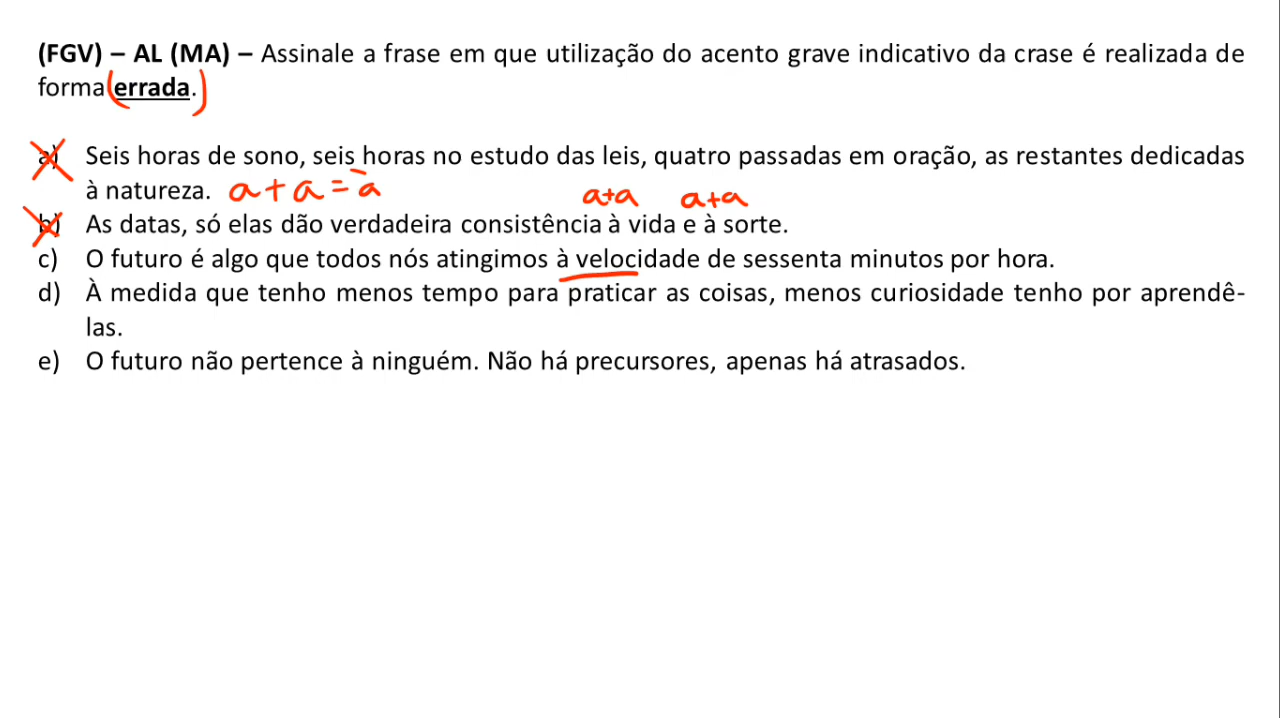 (FGV) – AL (MA) – Assinale a frase em que utilização do acento grave indicativo da crase é realizada de
forma errada.
a) Seis horas de sono, seis horas no estudo das leis, quatro passadas em oração, as restantes dedicadas
à natureza. a + a = à
a+a a+a
b) As datas, só elas dão verdadeira consistência à vida e à sorte.
c) O futuro é algo que todos nós atingimos à velocidade de sessenta minutos por hora.
d) À medida que tenho menos tempo para praticar as coisas, menos curiosidade tenho por aprendê-
las.
e) O futuro não pertence à ninguém. Não há precursores, apenas há atrasados.